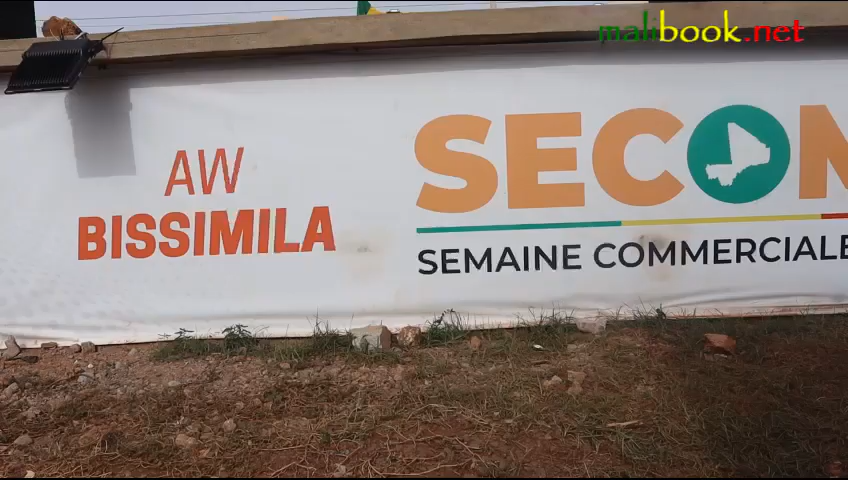 malibook.net
AW
BISSIMILA
SECO
SEMAINE COMMERCIALE